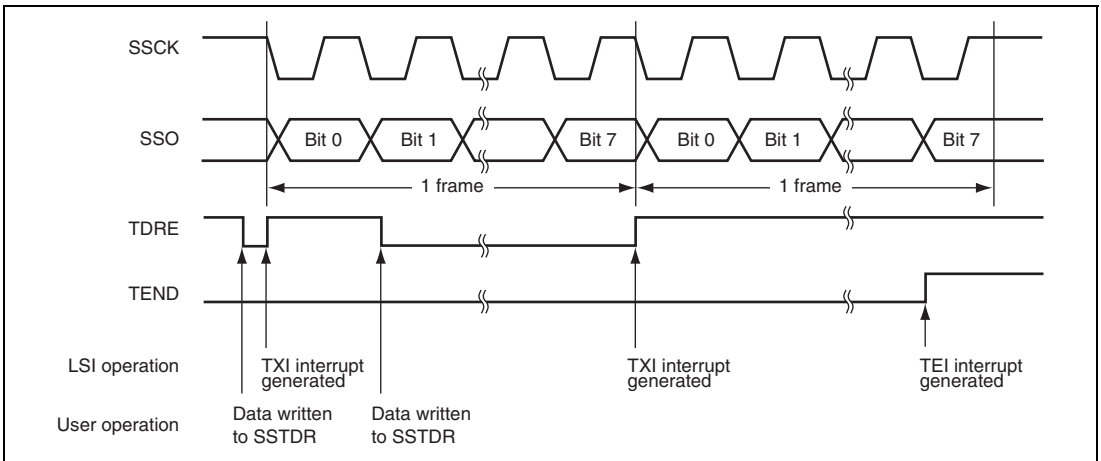 SSCK
SSO
Bit 0
Bit 1
Bit 7
Bit 0
Bit 1
Bit 7
1 frame
1 frame
TDRE
TEND
LSI operation
TXI interrupt
generated
TXI interrupt
generated
TEI interrupt
generated
User operation
Data written
to SSTDR
Data written
to SSTDR